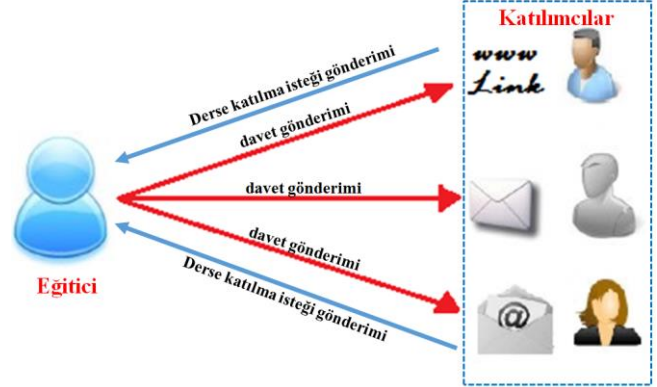 Katılımcılar
www
Link
Derse katılma isteği gönderimi
davet gönderimi
davet gönderimi
davet gönderimi
Derse katılma isteği gönderimi
Eğitici
@